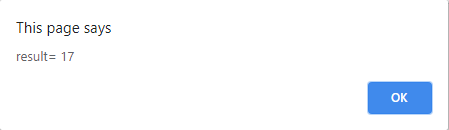 This page says
result= 17
OK